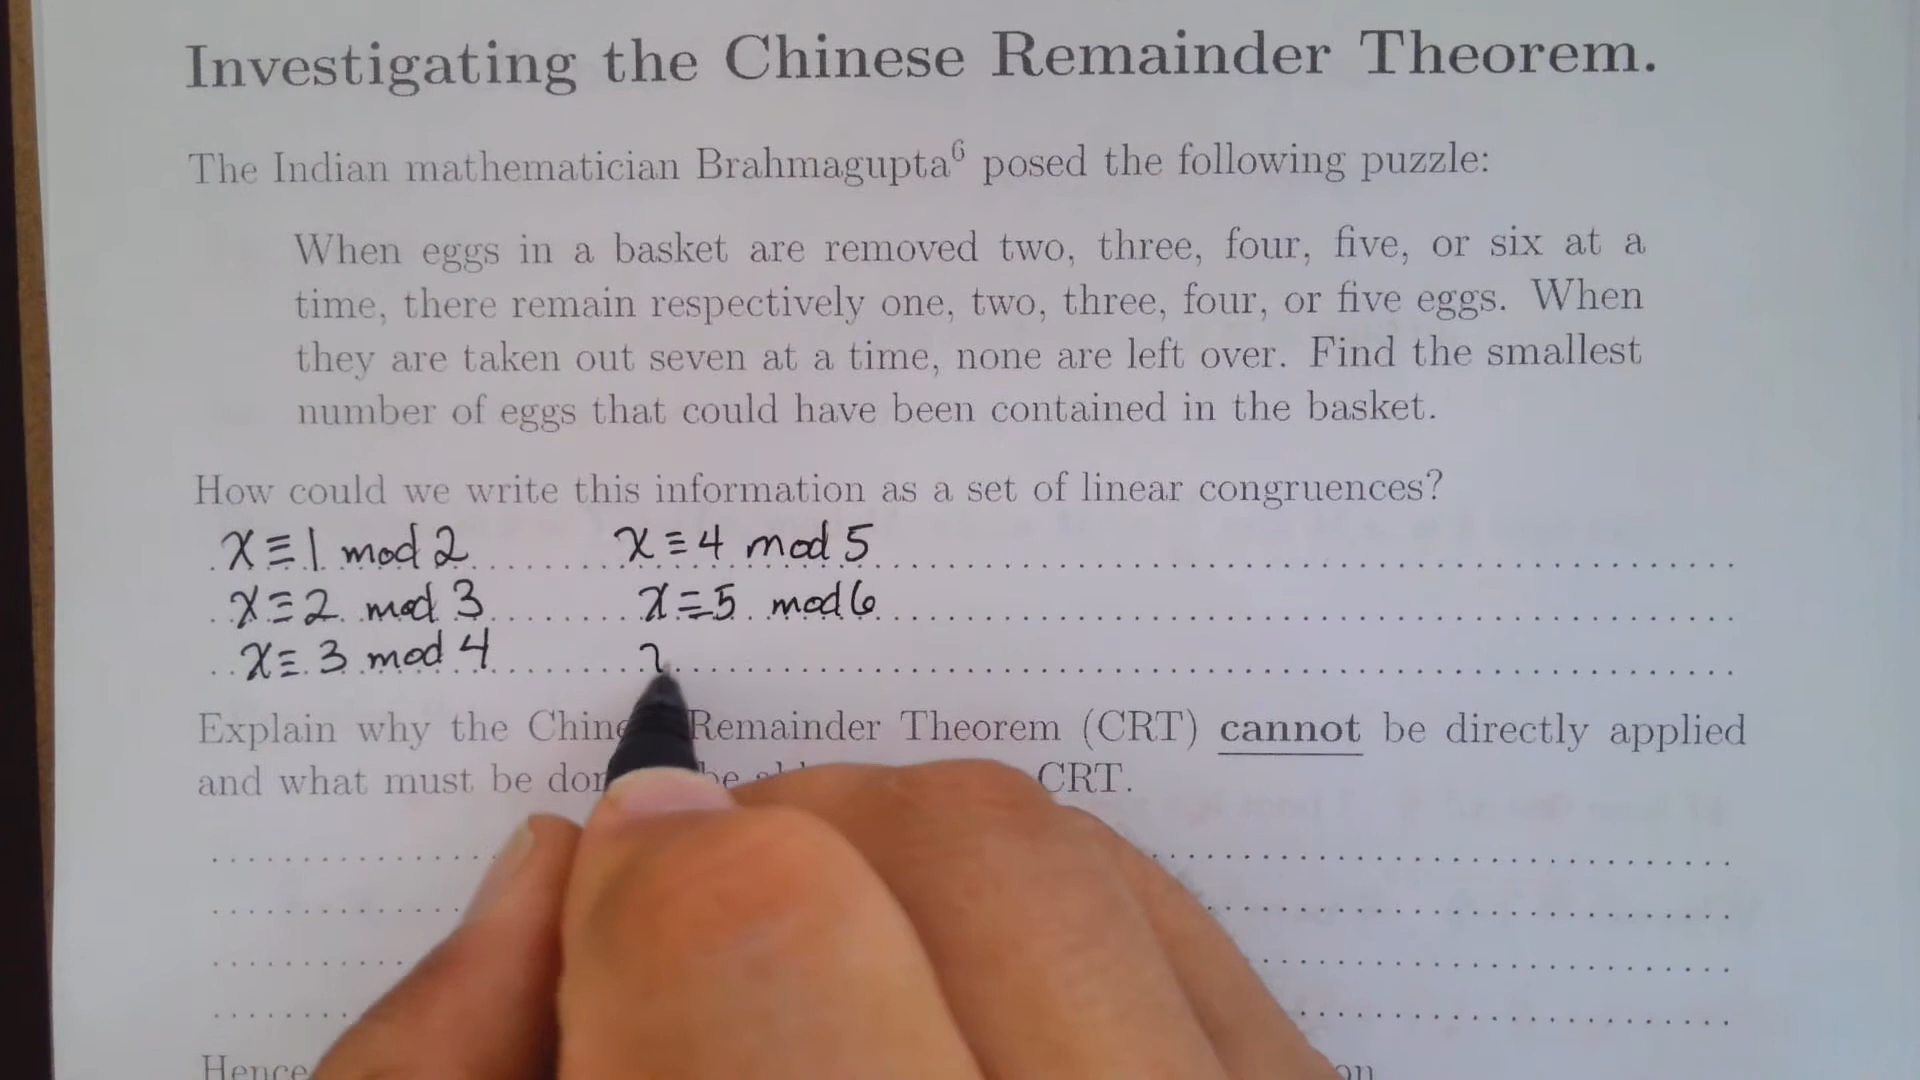 Investigating the Chinese Remainder Theorem.
The Indian mathematician Brahmagupta⁶ posed the following puzzle:
When eggs in a basket are removed two, three, four, five, or six at a
time, there remain respectively one, two, three, four, or five eggs. When
they are taken out seven at a time, none are left over. Find the smallest
number of eggs that could have been contained in the basket.
How could we write this information as a set of linear congruences?
x≡1 mod 2 x≡4 mod 5
x≡2 mod 3 x≡5 mod 6
x≡3 mod 4
Explain why the Remainder Theorem (CRT) cannot be directly applied
and what must be CRT.
Hence